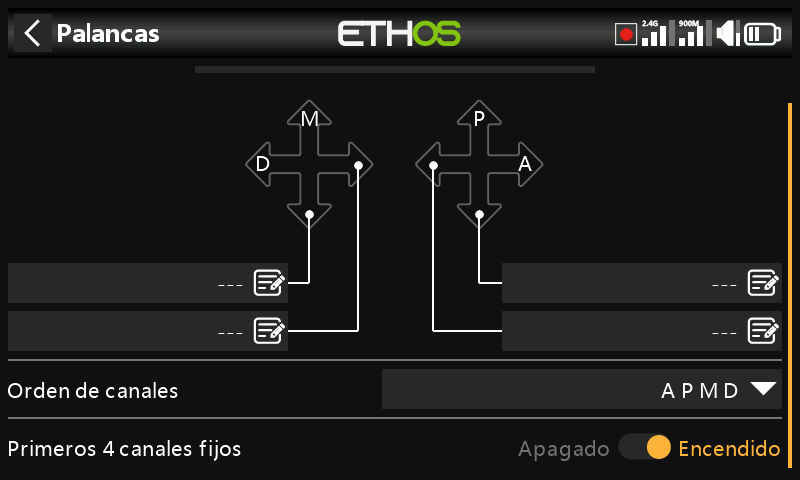 Palancas
ETHOS
2.4G 900M
M P
D A
--- ---
--- ---
Orden de canales A P M D
Primeros 4 canales fijos Apagado Encendido